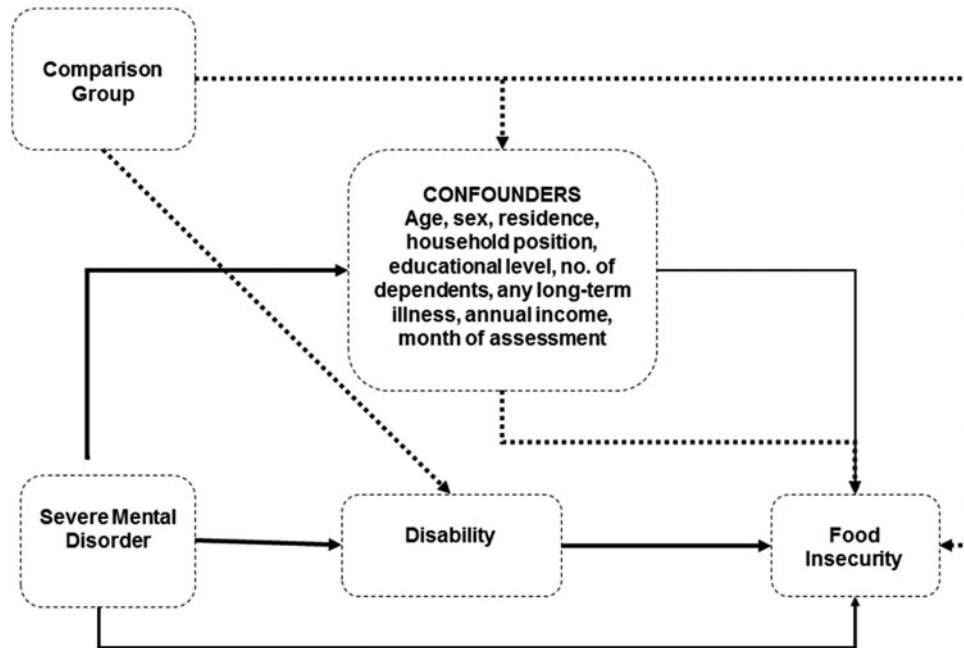 Comparison
Group
CONFOUNDERS
Age, sex, residence,
household position,
educational level, no. of
dependents, any long-term
illness, annual income,
month of assessment
Severe Mental
Disorder
Disability
Food
Insecurity